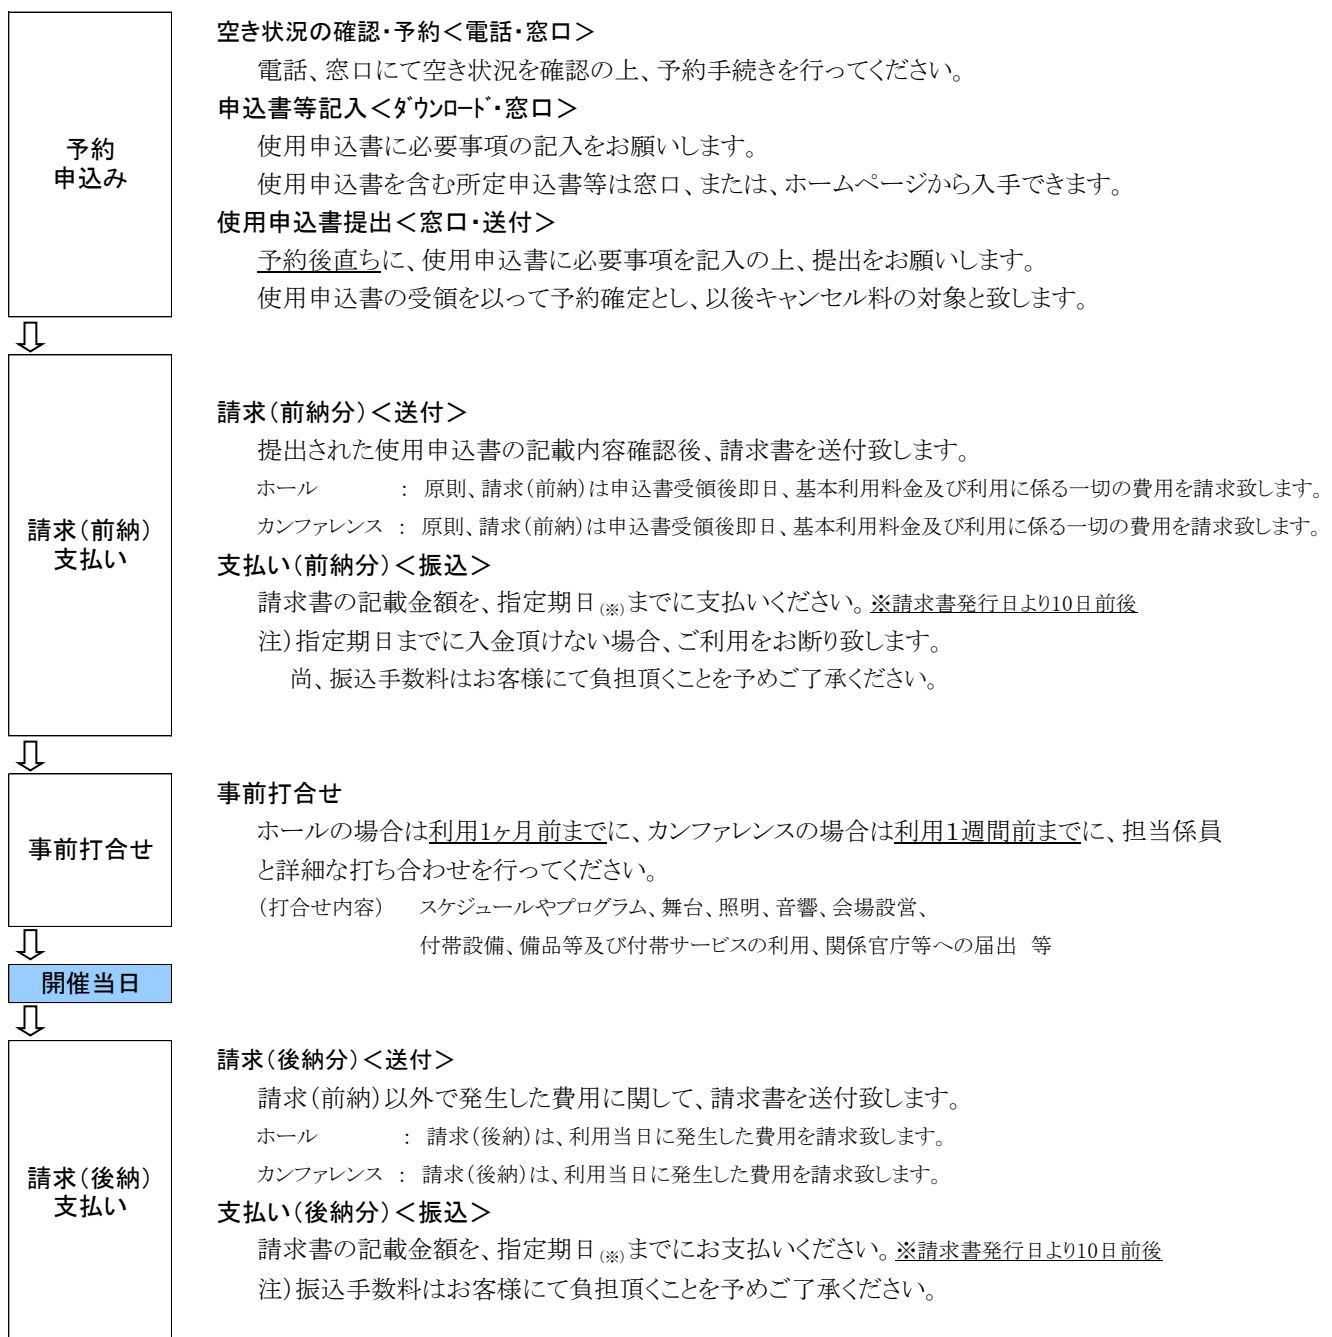 予約
申込み
空き状況の確認・予約＜電話・窓口＞
電話、窓口にて空き状況を確認の上、予約手続きを行ってください。
申込書等記入＜ﾀﾞｳﾝﾛｰﾄﾞ・窓口＞
使用申込書に必要事項の記入をお願いします。
使用申込書を含む所定申込書等は窓口、または、ホームページから入手できます。
使用申込書提出＜窓口・送付＞
予約後直ちに、使用申込書に必要事項を記入の上、提出をお願いします。
使用申込書の受領を以って予約確定とし、以後キャンセル料の対象と致します。
請求（前納）
支払い
請求（前納分）＜送付＞
提出された使用申込書の記載内容確認後、請求書を送付致します。
ホール　　　： 原則、請求（前納）は申込書受領後即日、基本利用料金及び利用に係る一切の費用を請求致します。
カンファレンス ： 原則、請求（前納）は申込書受領後即日、基本利用料金及び利用に係る一切の費用を請求致します。
支払い（前納分）＜振込＞
請求書の記載金額を、指定期日（※）までに支払いください。※請求書発行日より10日前後
注）指定期日までに入金頂けない場合、ご利用をお断り致します。
尚、振込手数料はお客様にて負担頂くことを予めご了承ください。
事前打合せ
事前打合せ
ホールの場合は利用1ヶ月前までに、カンファレンスの場合は利用1週間前までに、担当係員
と詳細な打ち合わせを行ってください。
（打合せ内容）　スケジュールやプログラム、舞台、照明、音響、会場設営、
付帯設備、備品等及び付帯サービスの利用、関係官庁等への届出　等
開催当日
請求（後納）
支払い
請求（後納分）＜送付＞
請求（前納）以外で発生した費用に関して、請求書を送付致します。
ホール　　　： 請求（後納）は、利用当日に発生した費用を請求致します。
カンファレンス ： 請求（後納）は、利用当日に発生した費用を請求致します。
支払い（後納分）＜振込＞
請求書の記載金額を、指定期日（※）までにお支払いください。※請求書発行日より10日前後
注）振込手数料はお客様にて負担頂くことを予めご了承ください。